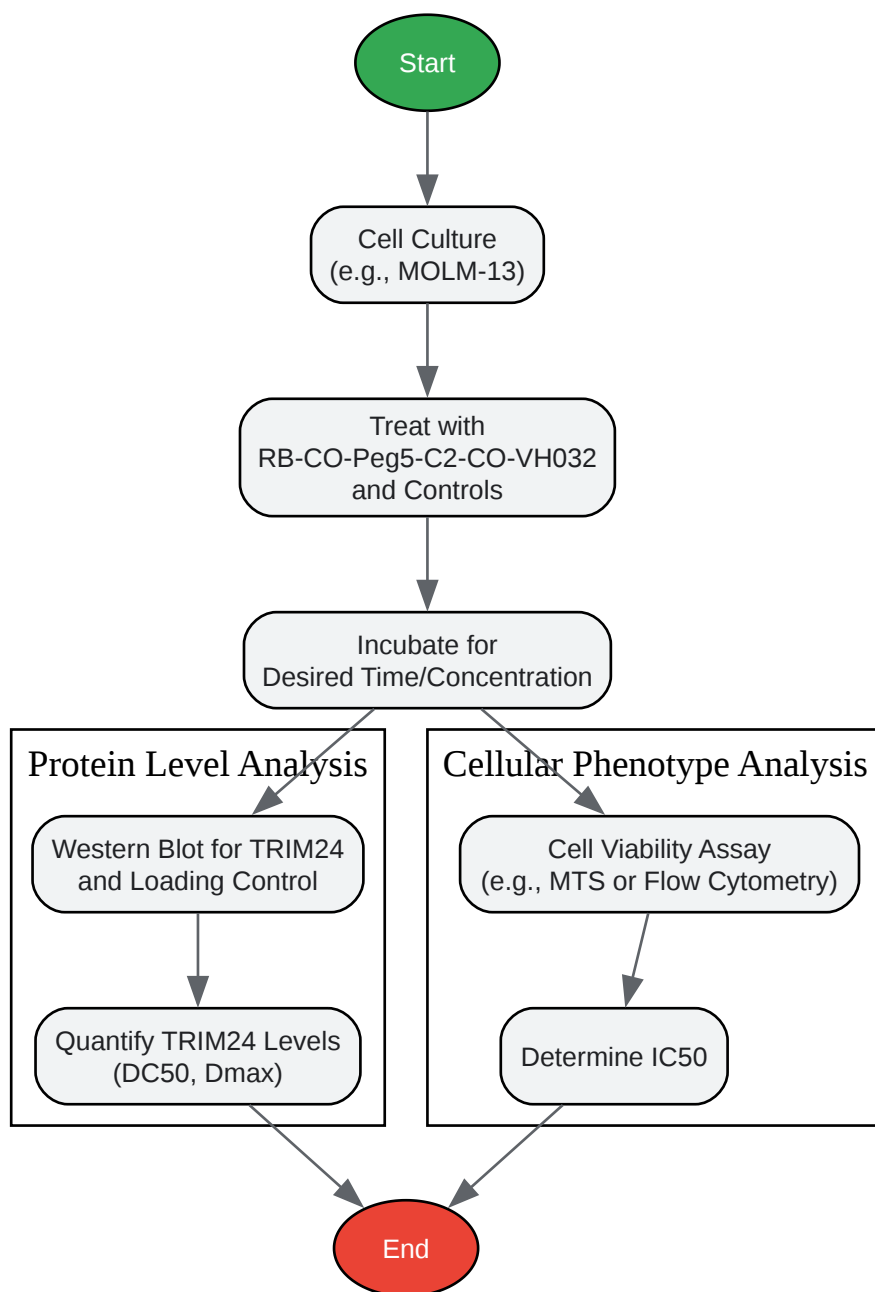 Start
Cell Culture
(e.g., MOLM-13)
Treat with
RB-CO-Peg5-C2-CO-VH032
and Controls
Incubate for
Desired Time/Concentration
Protein Level Analysis
Western Blot for TRIM24
and Loading Control
Quantify TRIM24 Levels
(DC50, Dmax)
Cellular Phenotype Analysis
Cell Viability Assay
(e.g., MTS or Flow Cytometry)
Determine IC50
End